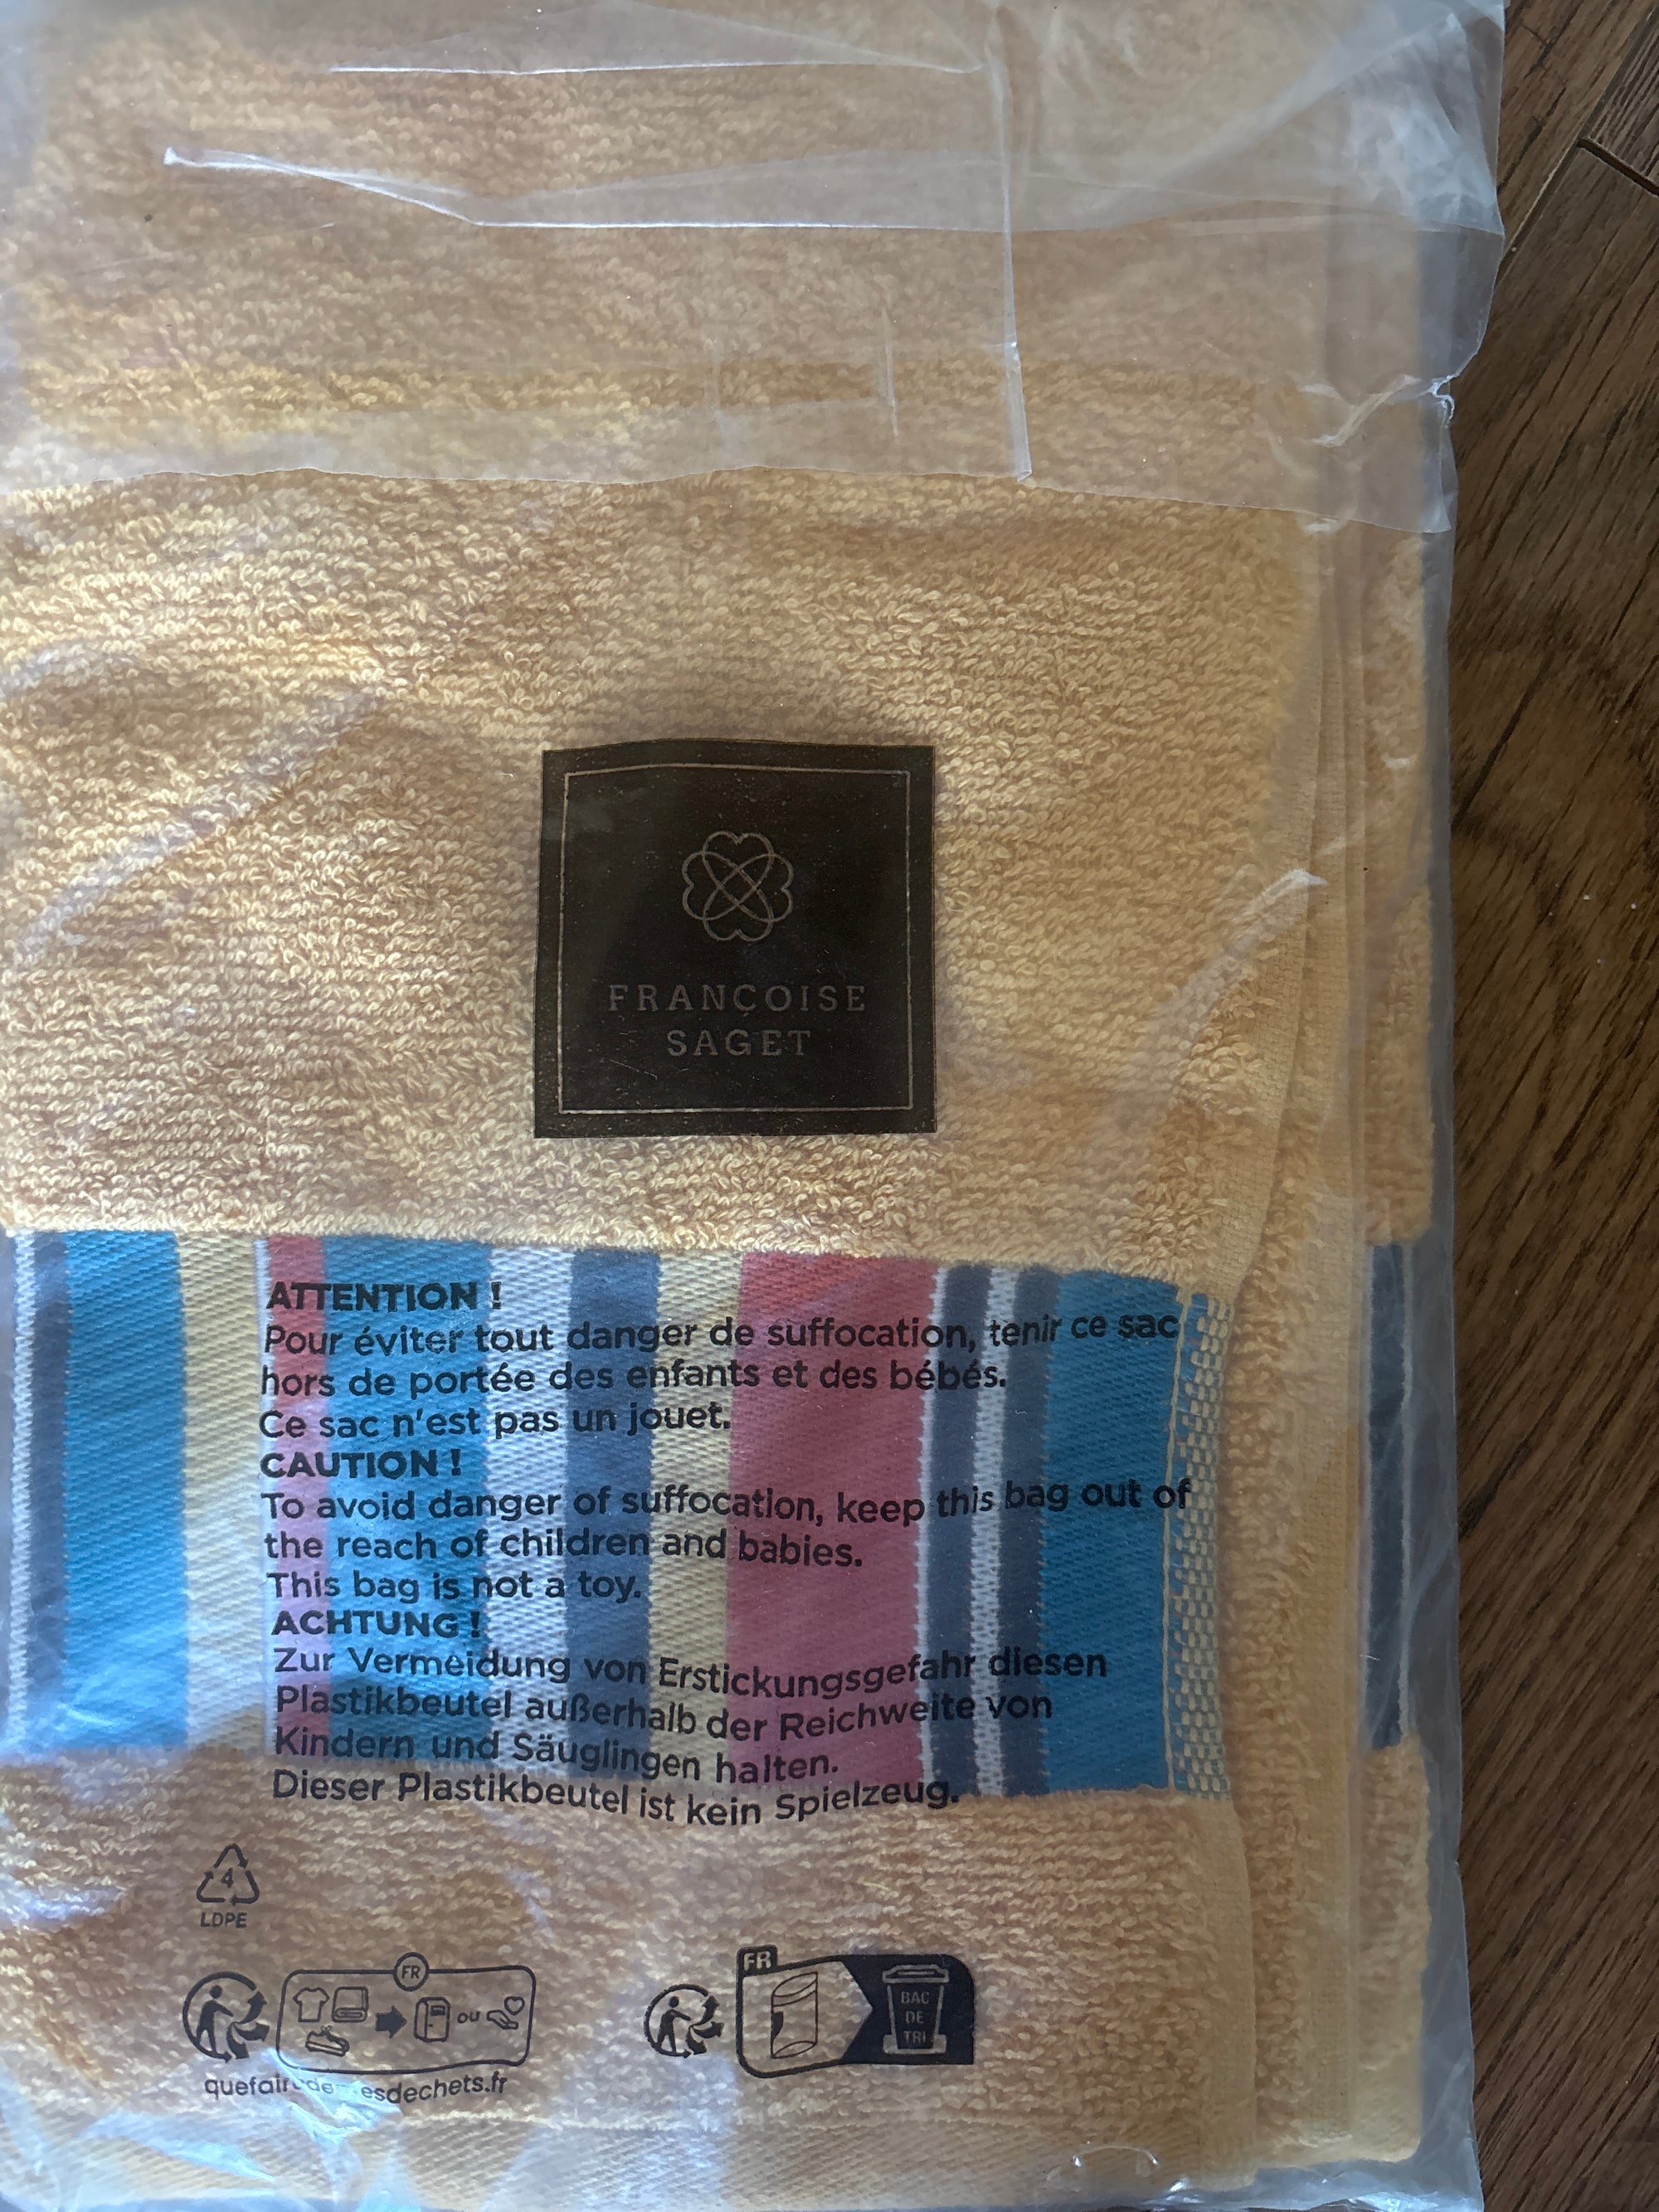 FRANÇOISE
SAGET
ATTENTION !
Pour éviter tout danger de suffocation, tenir ce sac
hors de portée des enfants et des bébés.
Ce sac n'est pas un jouet.
CAUTION !
To avoid danger of suffocation, keep this bag out of
the reach of children and babies.
This bag is not a toy.
ACHTUNG !
Zur Vermeidung von Erstickungsgefahr diesen
Plastikbeutel außerhalb der Reichweite von
Kindern und Säuglingen halten.
Dieser Plastikbeutel ist kein Spielzeug.
4
LDPE
FR
ou
FR
BAC
DE
TRI